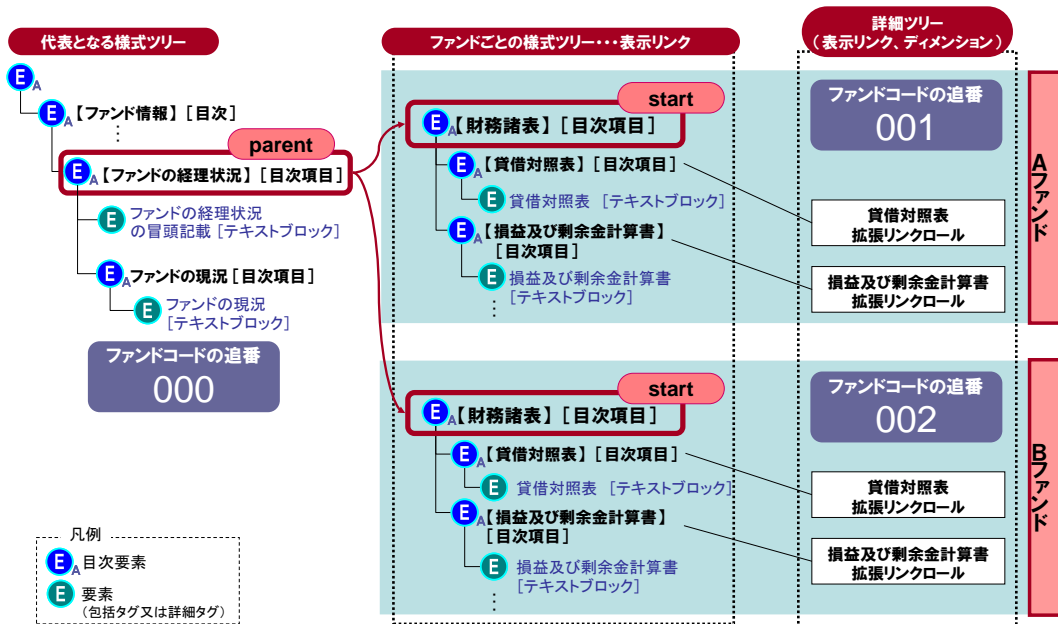 代表となる様式ツリー
E
A
E
A
【ファンド情報】［目次］
⋮
parent
E
A
【ファンドの経理状況】［目次項目］
E
ファンドの経理状況
の冒頭記載［テキストブロック］
E
A
ファンドの現況［目次項目］
E
ファンドの現況
［テキストブロック］
ファンドコードの追番
000
凡例
E
A
目次要素
E
要素
(包括タグ又は詳細タグ)
ファンドごとの様式ツリー・・・表示リンク
start
E
A
【財務諸表】［目次項目］
E
A
【貸借対照表】［目次項目］
E
貸借対照表 ［テキストブロック］
E
A
【損益及び剰余金計算書】
［目次項目］
E
損益及び剰余金計算書
［テキストブロック］
⋮
start
E
A
【財務諸表】［目次項目］
E
A
【貸借対照表】［目次項目］
E
貸借対照表 ［テキストブロック］
E
A
【損益及び剰余金計算書】
［目次項目］
E
損益及び剰余金計算書
［テキストブロック］
⋮
詳細ツリー
（表示リンク、ディメンション）
ファンドコードの追番
001
貸借対照表
拡張リンクロール
損益及び剰余金計算書
拡張リンクロール
Aファンド
ファンドコードの追番
002
貸借対照表
拡張リンクロール
損益及び剰余金計算書
拡張リンクロール
Bファンド